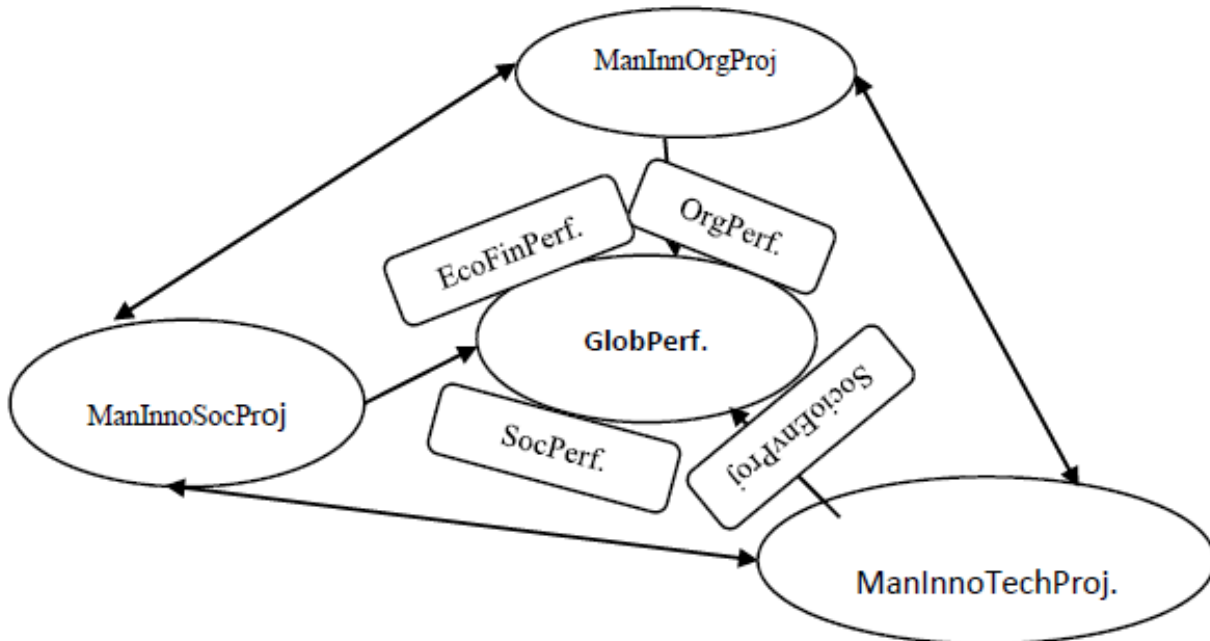 ManInnOrgProj
OrgPerf.
EcoFinPerf.
GlobPerf.
ManInnoSocProj
SocPerf.
SocioEnvProj
ManInnoTechProj.